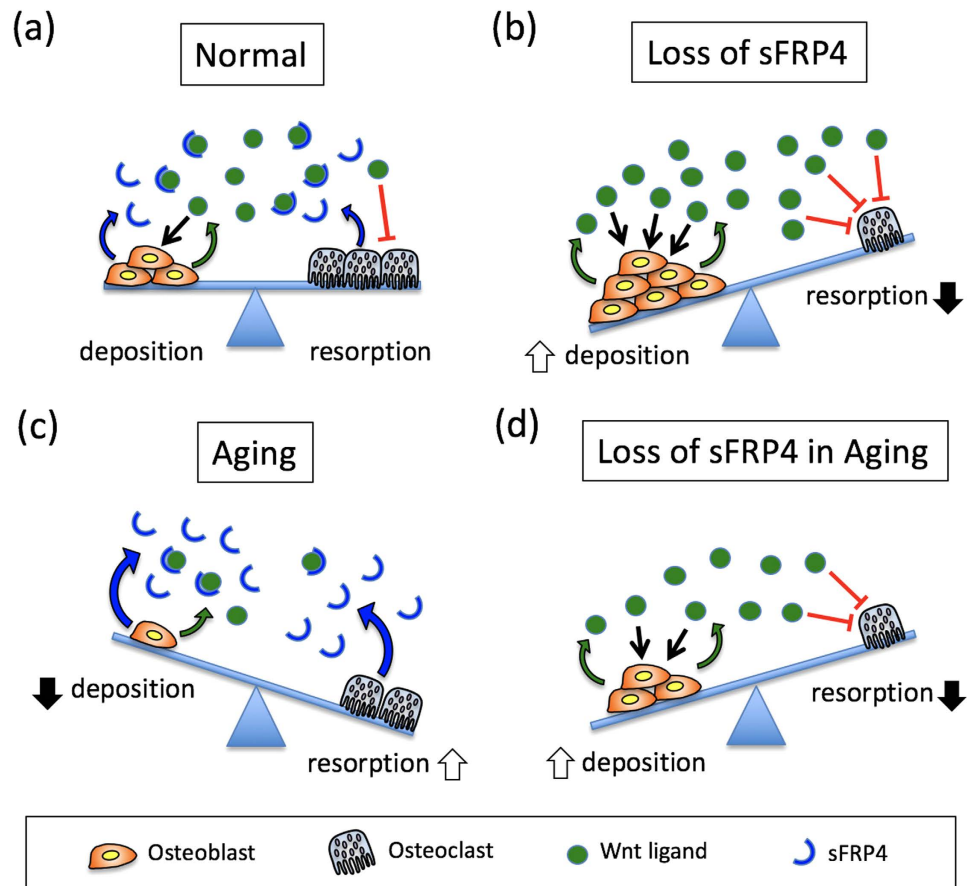 (a)
Normal
deposition
resorption
(b)
Loss of sFRP4
resorption
deposition
(c)
Aging
deposition
resorption
(d)
Loss of sFRP4 in Aging
resorption
deposition
Osteoblast
Osteoclast
Wnt ligand
sFRP4